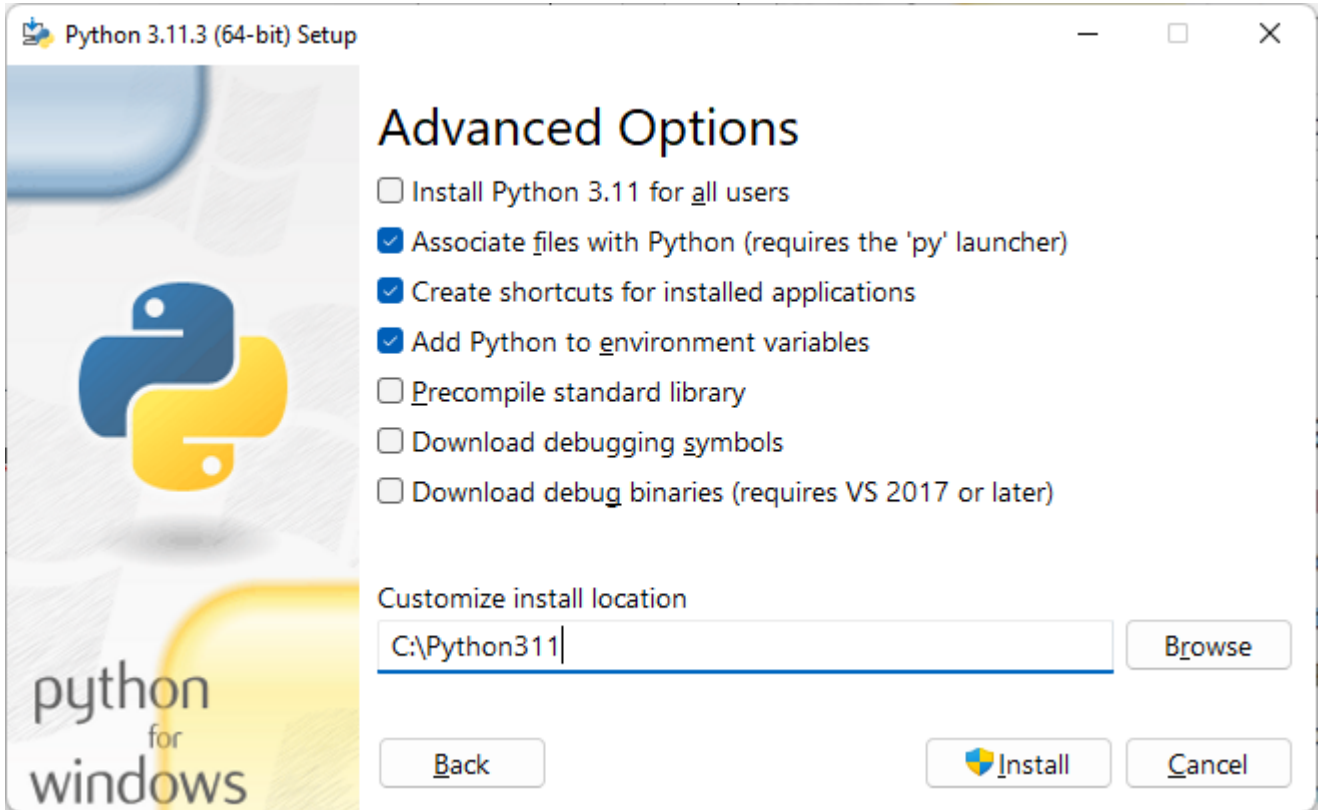 Python 3.11.3 (64-bit) Setup
Advanced Options
Install Python 3.11 for all users
Associate files with Python (requires the 'py' launcher)
Create shortcuts for installed applications
Add Python to environment variables
Precompile standard library
Download debugging symbols
Download debug binaries (requires VS 2017 or later)
Customize install location
C:\Python311
Browse
python
for
windows
Back
Install
Cancel